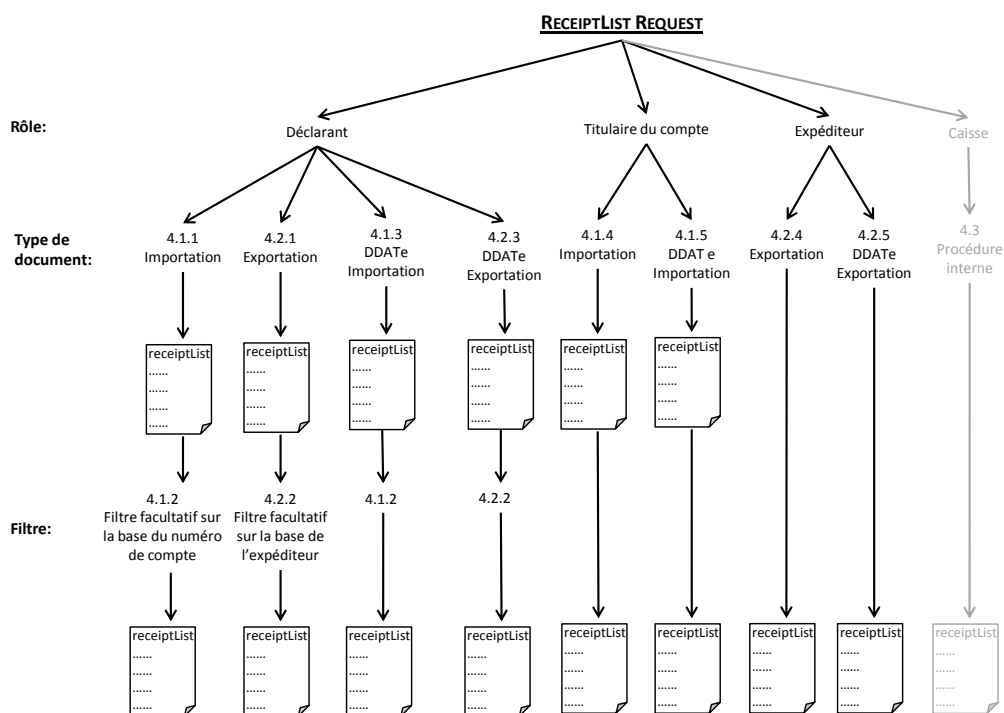 RECEIPTLIST REQUEST
Rôle:
Déclarant
Titulaire du compte
Expéditeur
Caisse
Type de
document:
4.1.1
Importation
4.2.1
Exportation
4.1.3
DDATe
Importation
4.2.3
DDATe
Exportation
4.1.4
Importation
4.1.5
DDAT e
Importation
4.2.4
Exportation
4.2.5
DDATe
Exportation
4.3
Procédure
interne
receiptList
......
......
......
......
receiptList
......
......
......
......
receiptList
......
......
......
......
receiptList
......
......
......
......
receiptList
......
......
......
......
receiptList
......
......
......
......
Filtre:
4.1.2
Filtre facultatif sur
la base du numéro
de compte
4.2.2
Filtre facultatif
sur la base de
l'expéditeur
4.1.2
4.2.2
receiptList
......
......
......
......
receiptList
......
......
......
......
receiptList
......
......
......
......
receiptList
......
......
......
......
receiptList
......
......
......
......
receiptList
......
......
......
......
receiptList
......
......
......
......
receiptList
......
......
......
......
receiptList
......
......
......
......